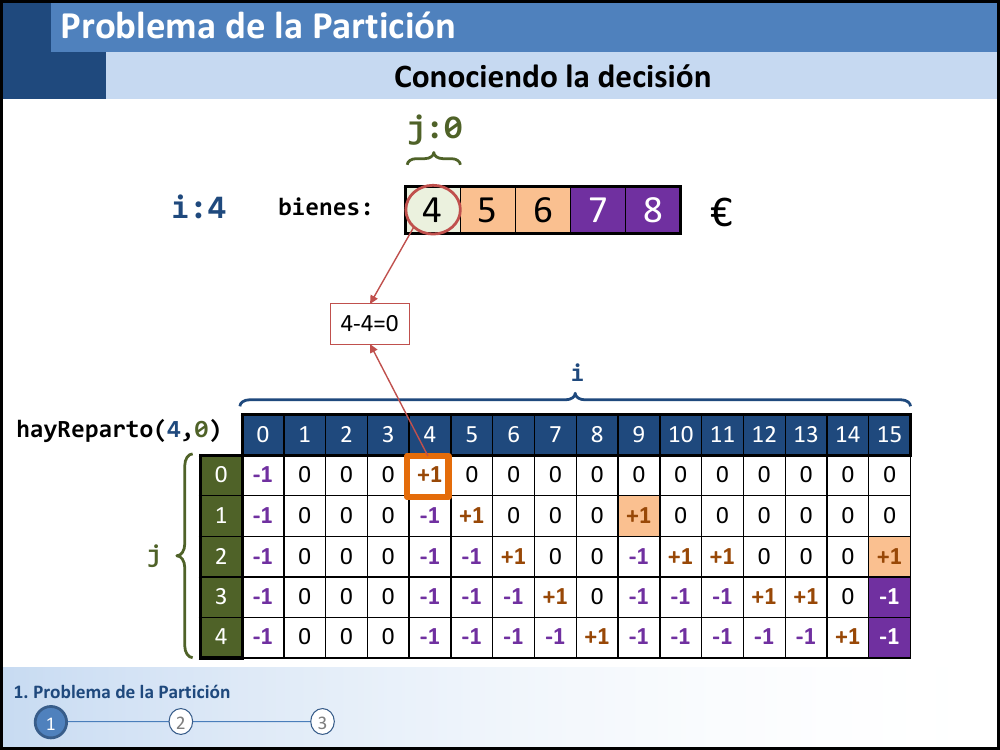 Problema de la Partición
Conociendo la decisión
j:0
i:4 bienes: 4 5 6 7 8 €
4-4=0
i
hayReparto(4,0) 0 1 2 3 4 5 6 7 8 9 10 11 12 13 14 15
0 -1 0 0 0 +1 0 0 0 0 0 0 0 0 0 0 0
1 -1 0 0 0 -1 +1 0 0 0 +1 0 0 0 0 0 0
j 2 -1 0 0 0 -1 -1 +1 0 0 -1 +1 +1 0 0 0 +1
3 -1 0 0 0 -1 -1 -1 +1 0 -1 -1 -1 +1 +1 0 -1
4 -1 0 0 0 -1 -1 -1 -1 +1 -1 -1 -1 -1 -1 +1 -1
1. Problema de la Partición
1 2 3